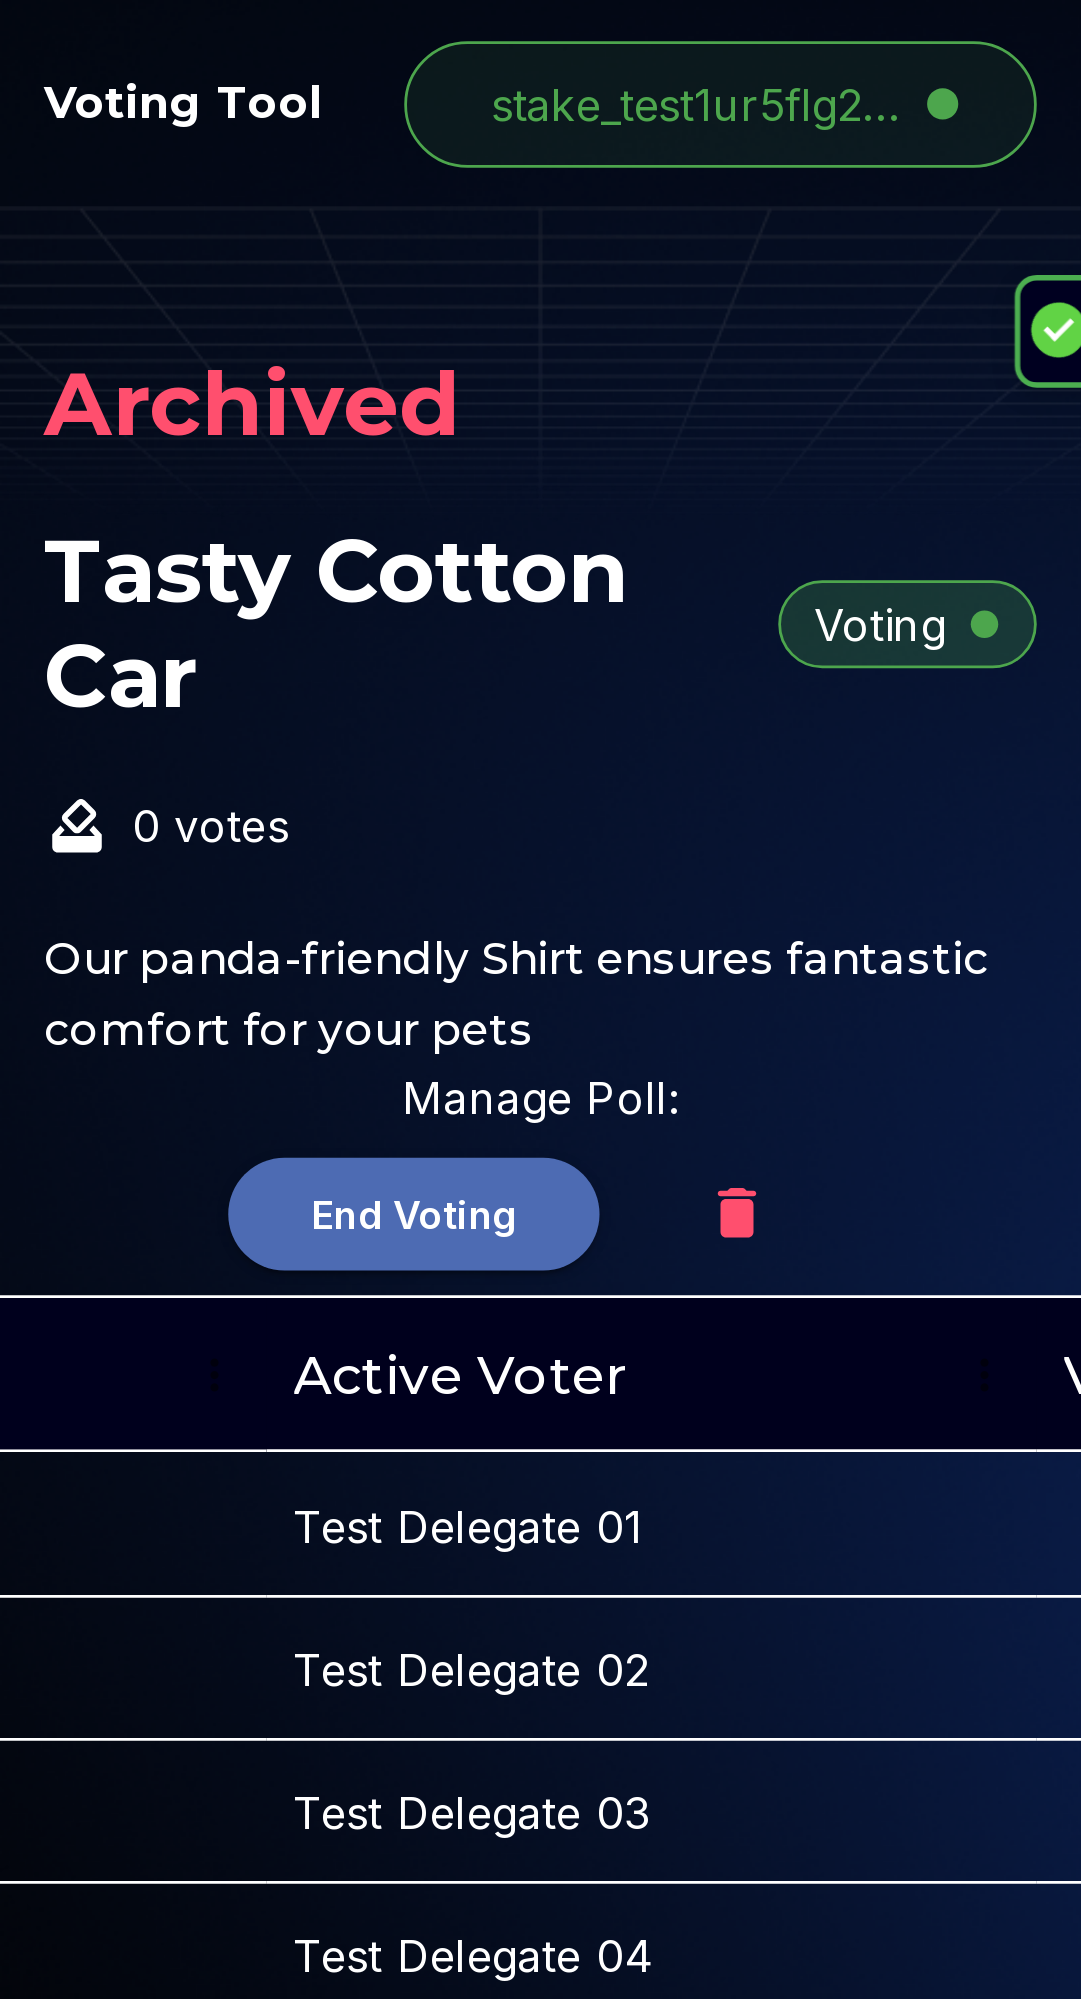 Voting Tool
stake_test1ur5flg2...
Archived
Tasty Cotton
Car
Voting
0 votes
Our panda-friendly Shirt ensures fantastic
comfort for your pets
Manage Poll:
End Voting
Active Voter
Test Delegate 01
Test Delegate 02
Test Delegate 03
Test Delegate 04